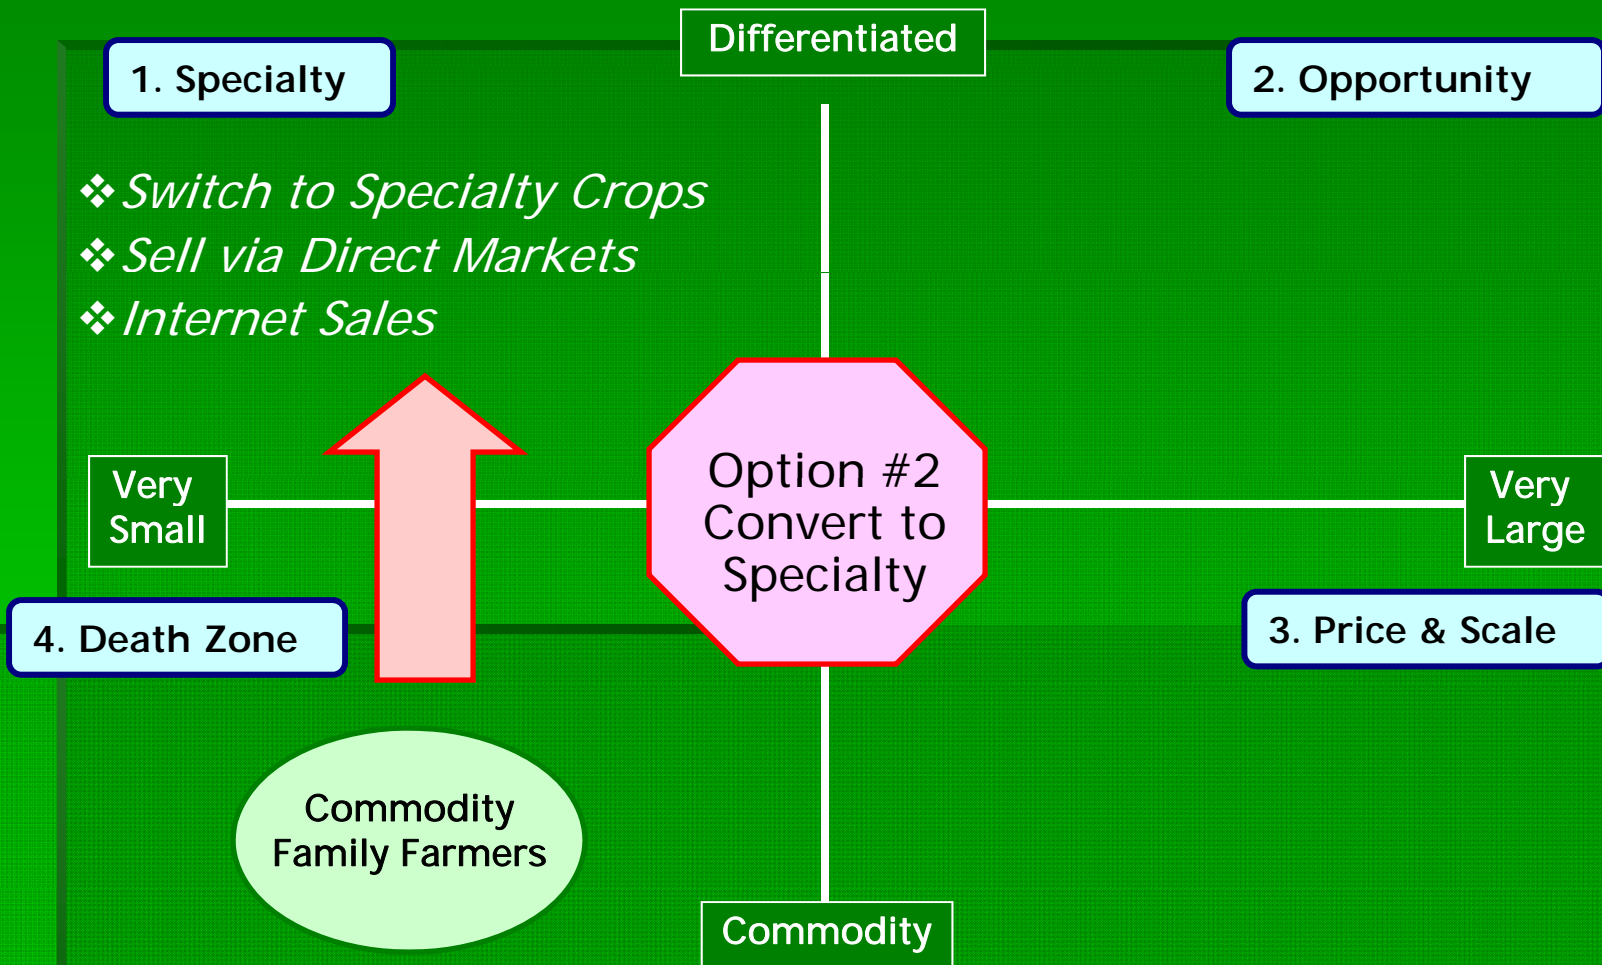 Differentiated
1. Specialty
2. Opportunity
❖Switch to Specialty Crops
❖Sell via Direct Markets
❖Internet Sales
Very
Small
Option #2
Convert to
Specialty
Very
Large
4. Death Zone
3. Price & Scale
Commodity
Family Farmers
Commodity